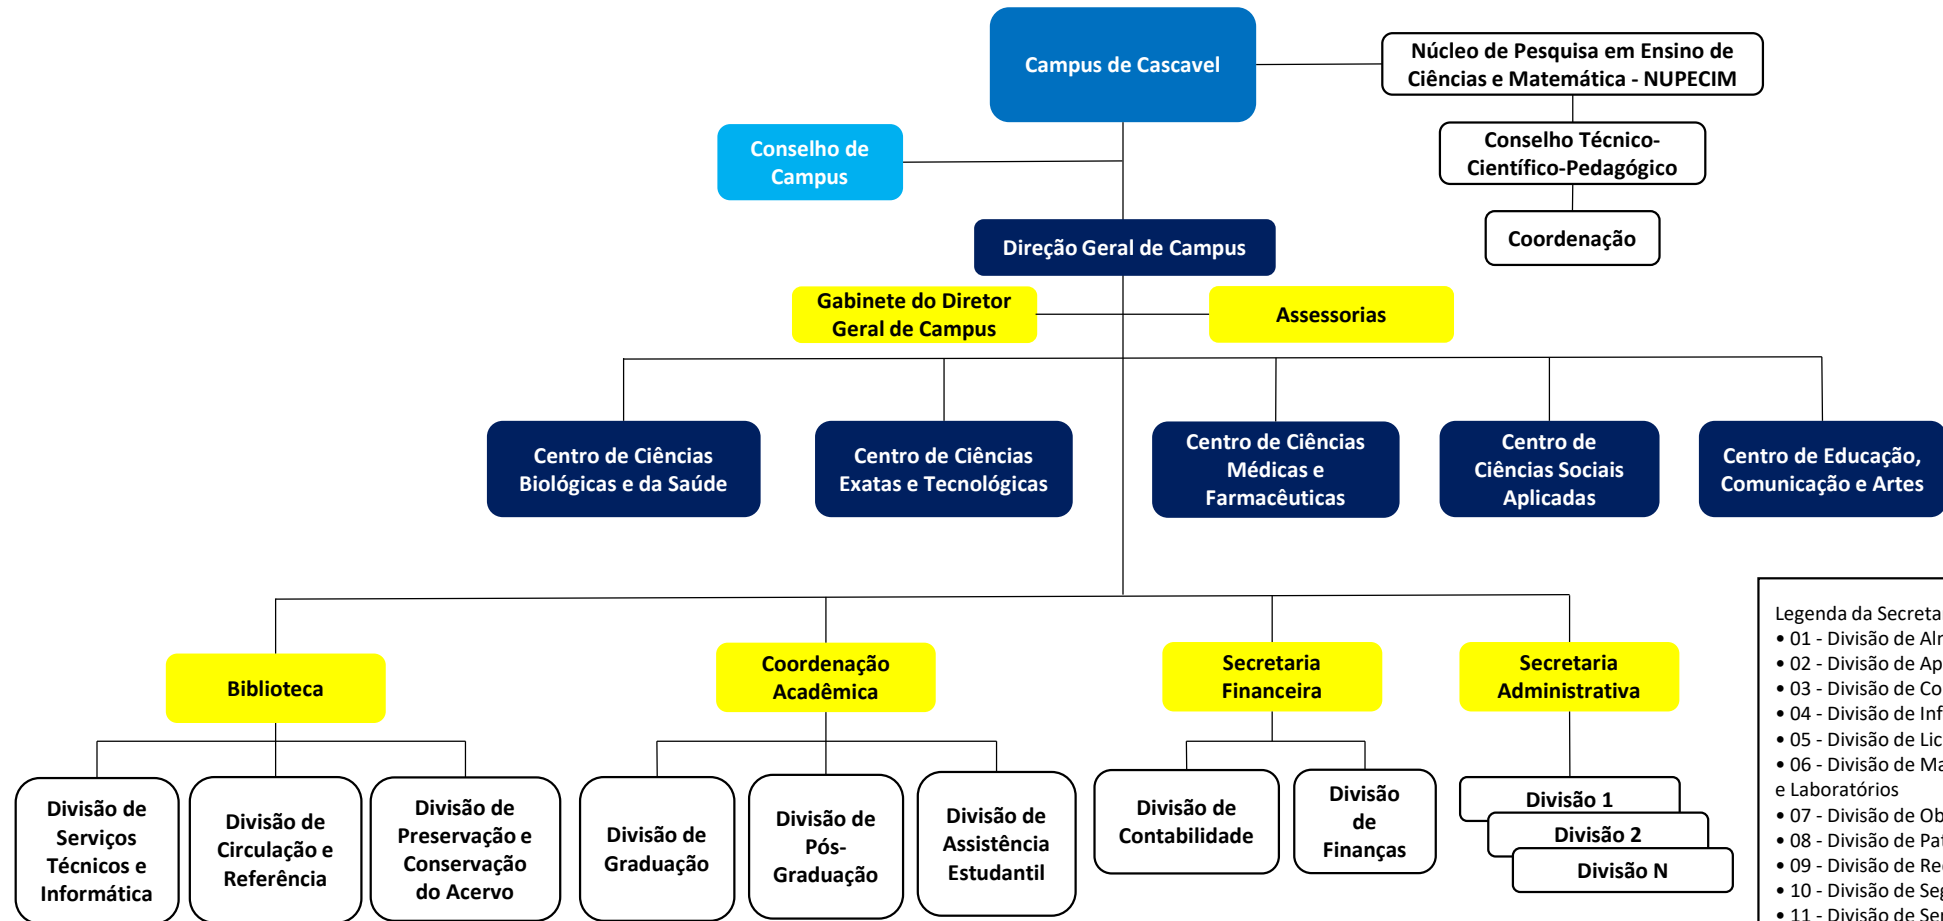 Campus de Cascavel
Núcleo de Pesquisa em Ensino de
Ciências e Matemática - NUPECIM
Conselho de
Campus
Conselho Técnico-
Científico-Pedagógico
Coordenação
Direção Geral de Campus
Gabinete do Diretor
Geral de Campus
Assessorias
Centro de Ciências
Biológicas e da Saúde
Centro de Ciências
Exatas e Tecnológicas
Centro de Ciências
Médicas e
Farmacêuticas
Centro de
Ciências Sociais
Aplicadas
Centro de Educação,
Comunicação e Artes
Biblioteca
Coordenação
Acadêmica
Secretaria
Financeira
Secretaria
Administrativa
Divisão de
Serviços
Técnicos e
Informática
Divisão de
Circulação e
Referência
Divisão de
Preservação e
Conservação
do Acervo
Divisão de
Graduação
Divisão de
Pós-
Graduação
Divisão de
Assistência
Estudantil
Divisão de
Contabilidade
Divisão
de
Finanças
Divisão 1
Divisão 2
Divisão N
Legenda da
• 01 - Divisão de
• 02 - Divisão de
• 03 - Divisão de
• 04 - Divisão de
• 05 - Divisão de
• 06 - Divisão de
e Laboratórios
• 07 - Divisão de
• 08 - Divisão de
• 09 - Divisão de
• 10 - Divisão de
• 11 - Divisão de